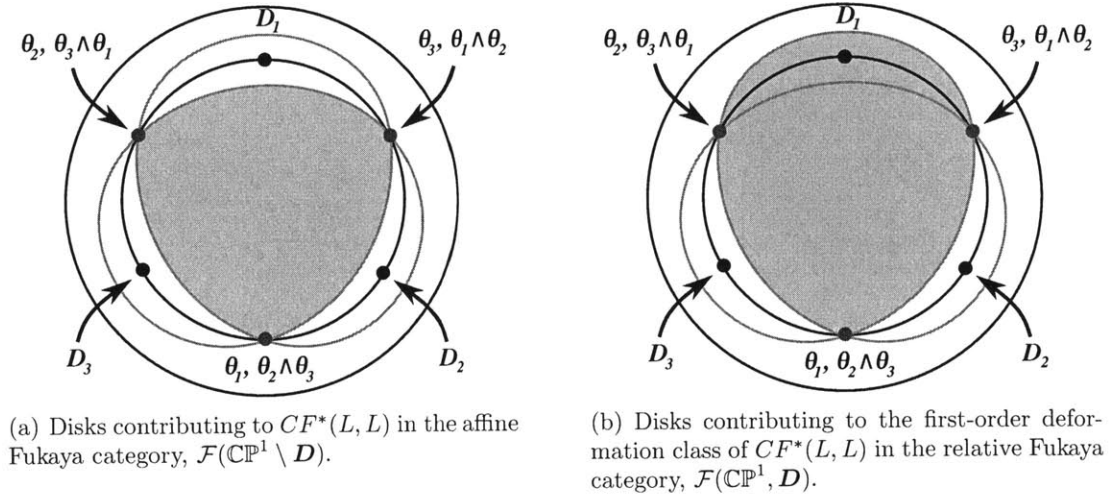 D₁
θ₂, θ₃∧θ₁
θ₃, θ₁∧θ₂
D₃
θ₁, θ₂∧θ₃
D₂
(a) Disks contributing to CF*(L, L) in the affine
Fukaya category, ℱ(ℂℙ¹ \ D).
D₁
θ₂, θ₃∧θ₁
θ₃, θ₁∧θ₂
D₃
θ₁, θ₂∧θ₃
D₂
(b) Disks contributing to the first-order defor-
mation class of CF*(L, L) in the relative Fukaya
category, ℱ(ℂℙ¹, D).